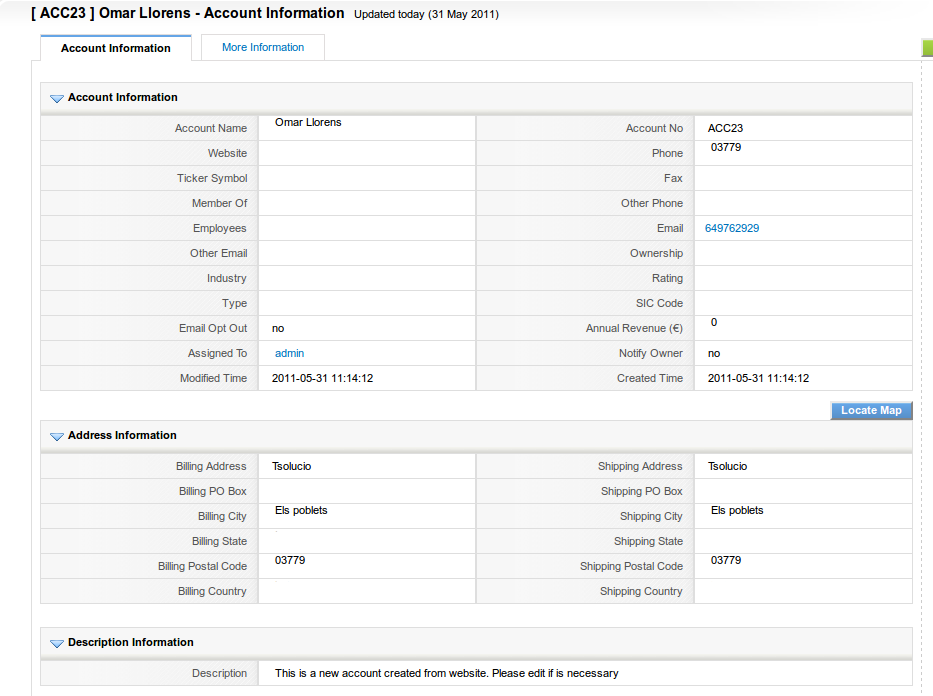 [ ACC23 ] Omar Llorens - Account Information Updated today (31 May 2011)
Account Information More Information
Account Information
Account Name Omar Llorens Account No ACC23
Website Phone 03779
Ticker Symbol Fax
Member Of Other Phone
Employees Email 649762929
Other Email Ownership
Industry Rating
Type SIC Code
Email Opt Out no Annual Revenue (€) 0
Assigned To admin Notify Owner no
Modified Time 2011-05-31 11:14:12 Created Time 2011-05-31 11:14:12
Locate Map
Address Information
Billing Address Tsolucio Shipping Address Tsolucio
Billing PO Box Shipping PO Box
Billing City Els poblets Shipping City Els poblets
Billing State Shipping State
Billing Postal Code 03779 Shipping Postal Code 03779
Billing Country Shipping Country
Description Information
Description This is a new account created from website. Please edit if is necessary